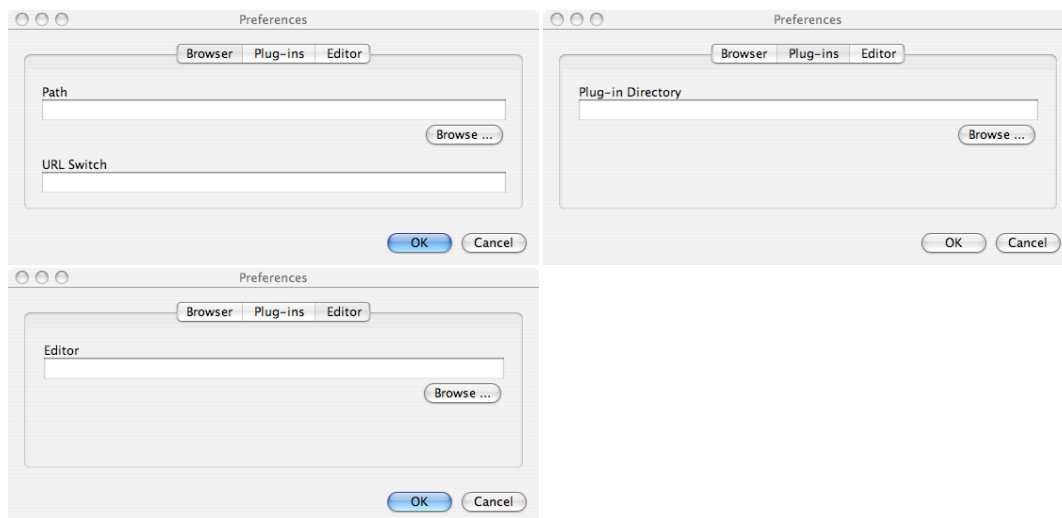 Preferences
Browser Plug-ins Editor
Path
Browse ...
URL Switch
OK Cancel
Preferences
Browser Plug-ins Editor
Plug-in Directory
Browse ...
OK Cancel
Preferences
Browser Plug-ins Editor
Editor
Browse ...
OK Cancel